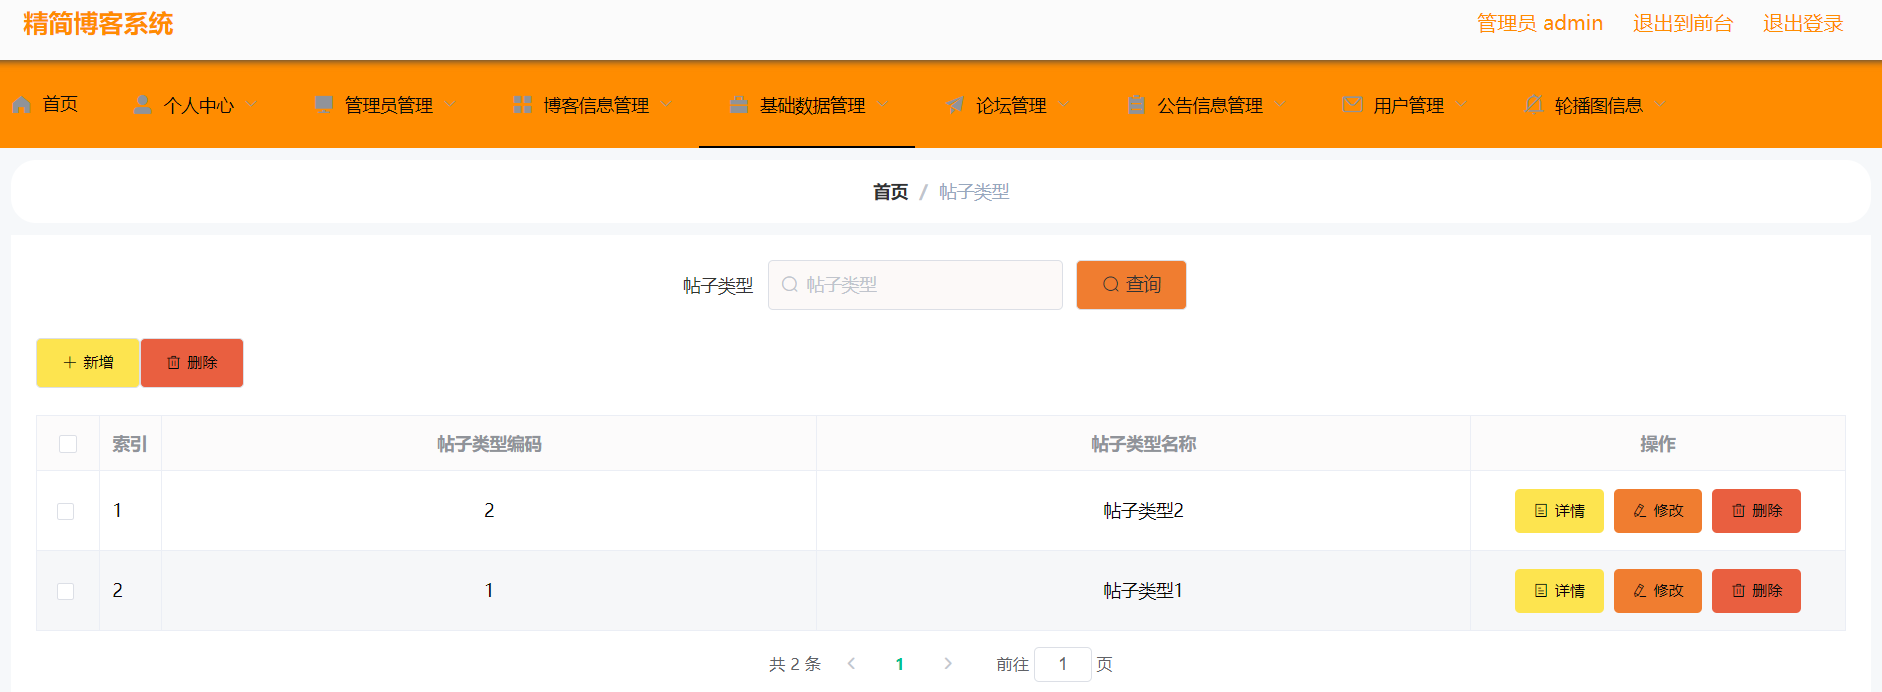 精简博客系统 管理员 admin 退出到前台 退出登录
首页 个人中心 管理员管理 博客信息管理 基础数据管理 论坛管理 公告信息管理 用户管理 轮播图信息
首页 / 帖子类型
帖子类型 帖子类型 查询
新增 删除
索引 帖子类型编码 帖子类型名称 操作
1 2 帖子类型2 详情 修改 删除
2 1 帖子类型1 详情 修改 删除
共 2 条 1 前往 1 页